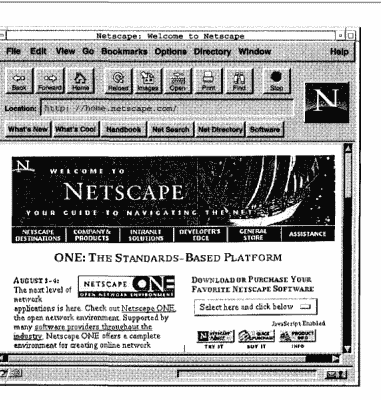 Netscape: Welcome to Netscape
File Edit View Go Bookmarks Options Directory Window Help
Back Forward Home Reload Images Open Print Find Stop
N
Location: http://home.netscape.com/
What's New What's Cool Handbook Net Search Net Directory Software
N WELCOME TO
NETSCAPE
YOUR GUIDE TO NAVIGATING THE NET
NETSCAPE DESTINATIONS COMPANY & PRODUCTS INTRANET SOLUTIONS DEVELOPER'S EDGE GENERAL STORE ASSISTANCE
ONE: THE STANDARDS-BASED PLATFORM
AUGUST 3-4:
The next level of
network
applications is here. Check out Netscape ONE,
the open network environment. Supported by
many software providers throughout the
industry, Netscape ONE offers a complete
environment for creating online network
NETSCAPE ONE
OPEN NETWORK ENVIRONMENT
DOWNLOAD OR PURCHASE YOUR
FAVORITE NETSCAPE SOFTWARE
Select here and click below
JavaScript Enabled
TRY IT BUY IT INFO